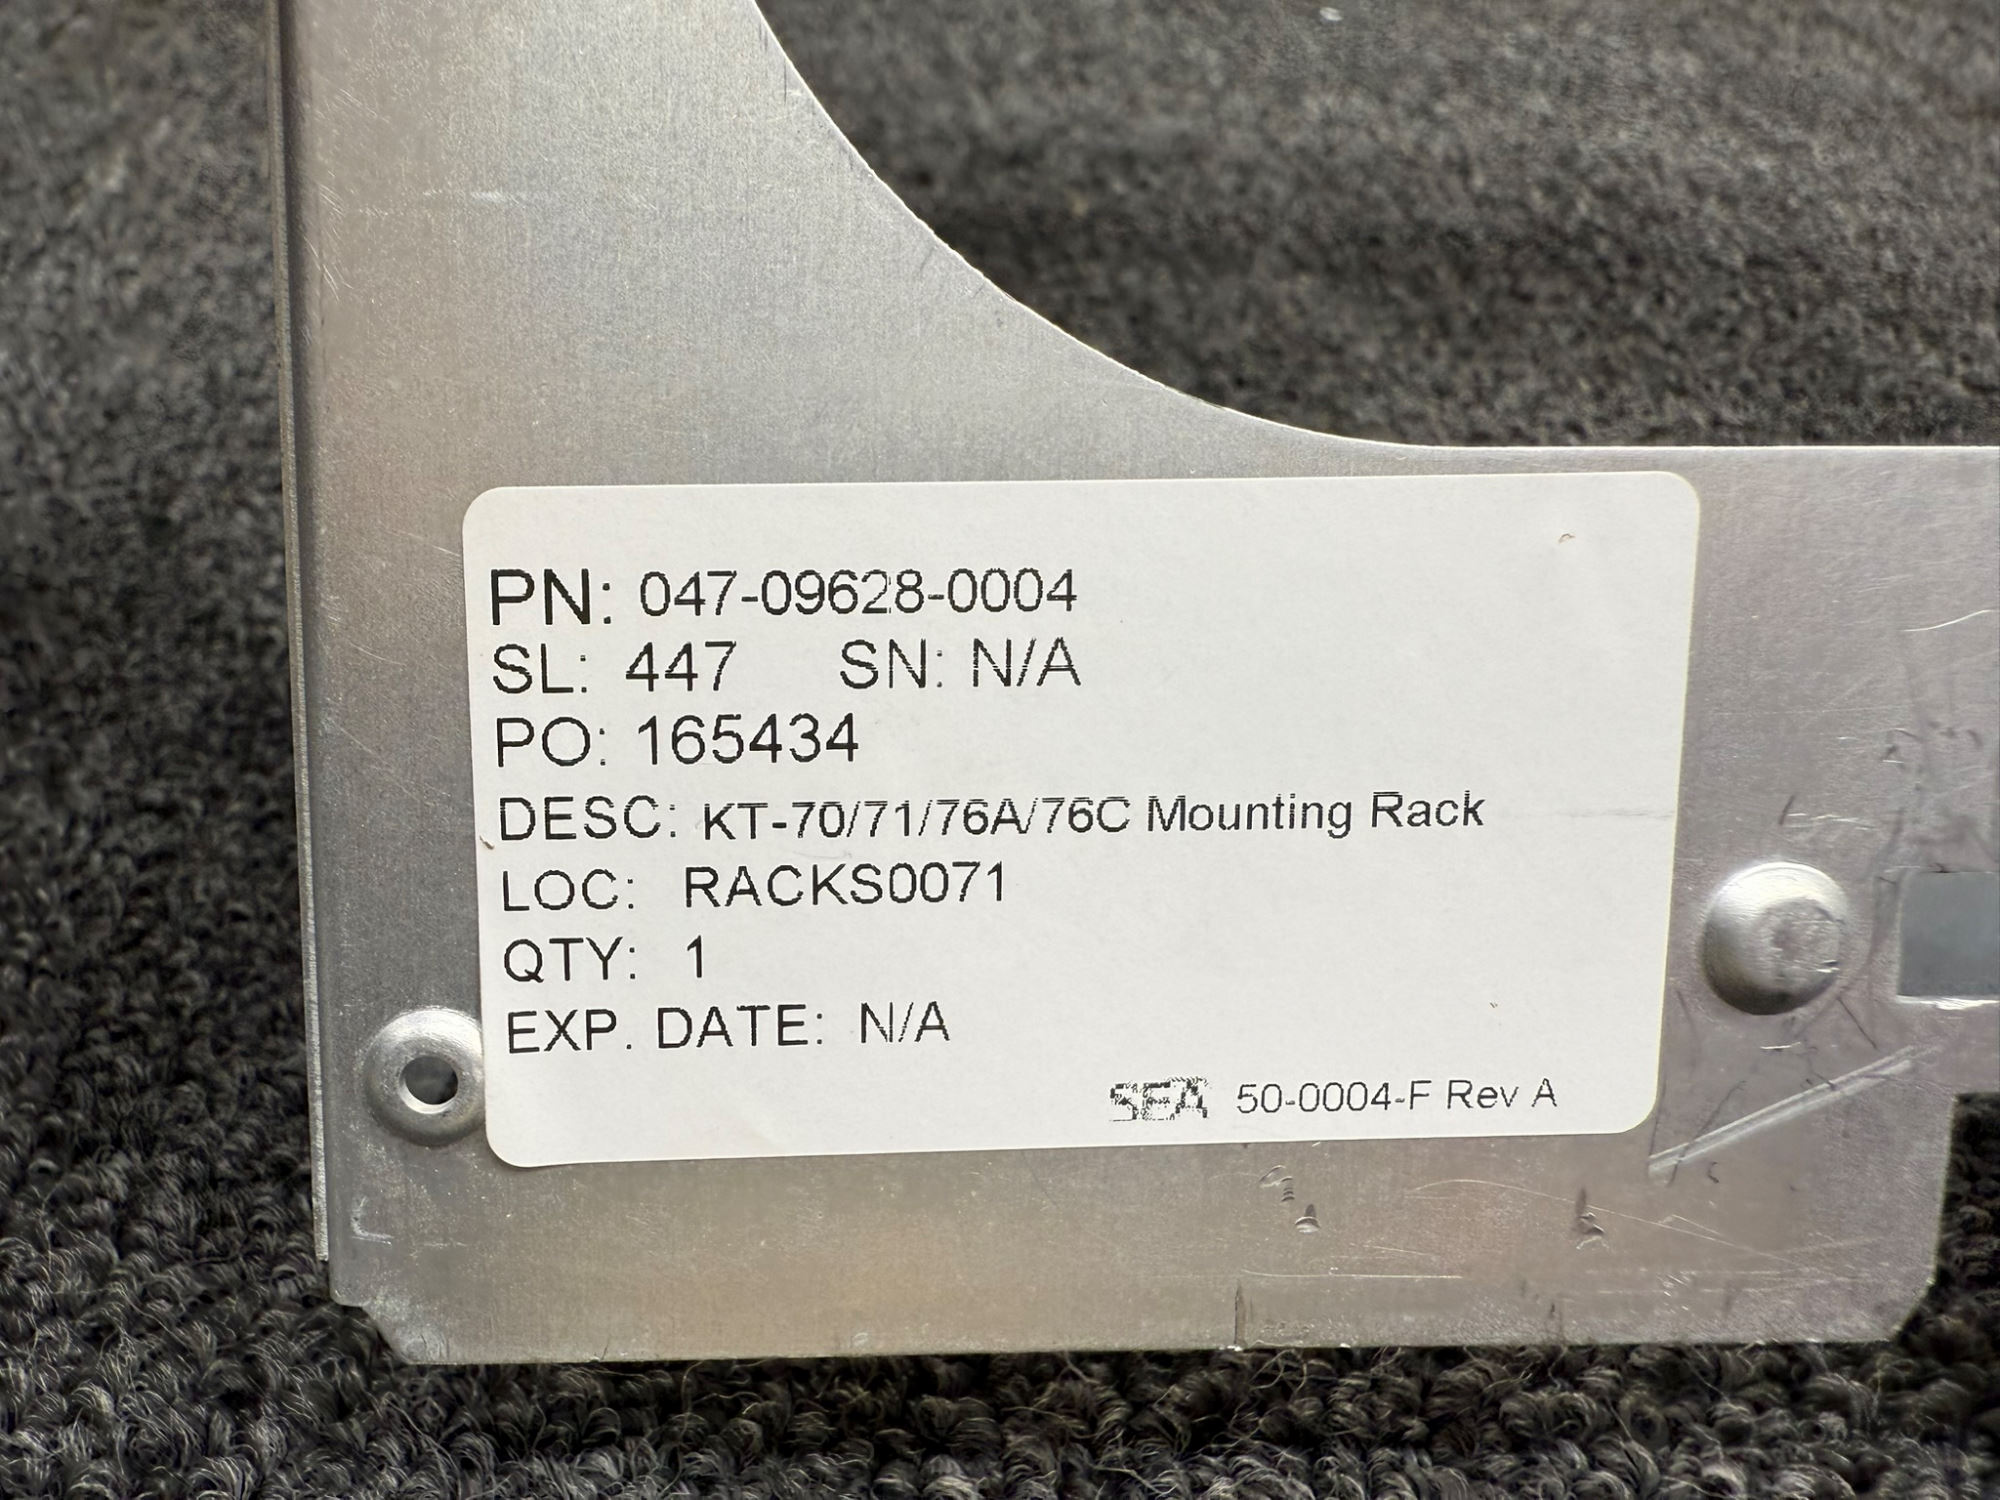 PN: 047-09628-0004
SL: 447 SN: N/A
PO: 165434
DESC: KT-70/71/76A/76C Mounting Rack
LOC: RACKS0071
QTY: 1
EXP. DATE: N/A
SEA 50-0004-F Rev A